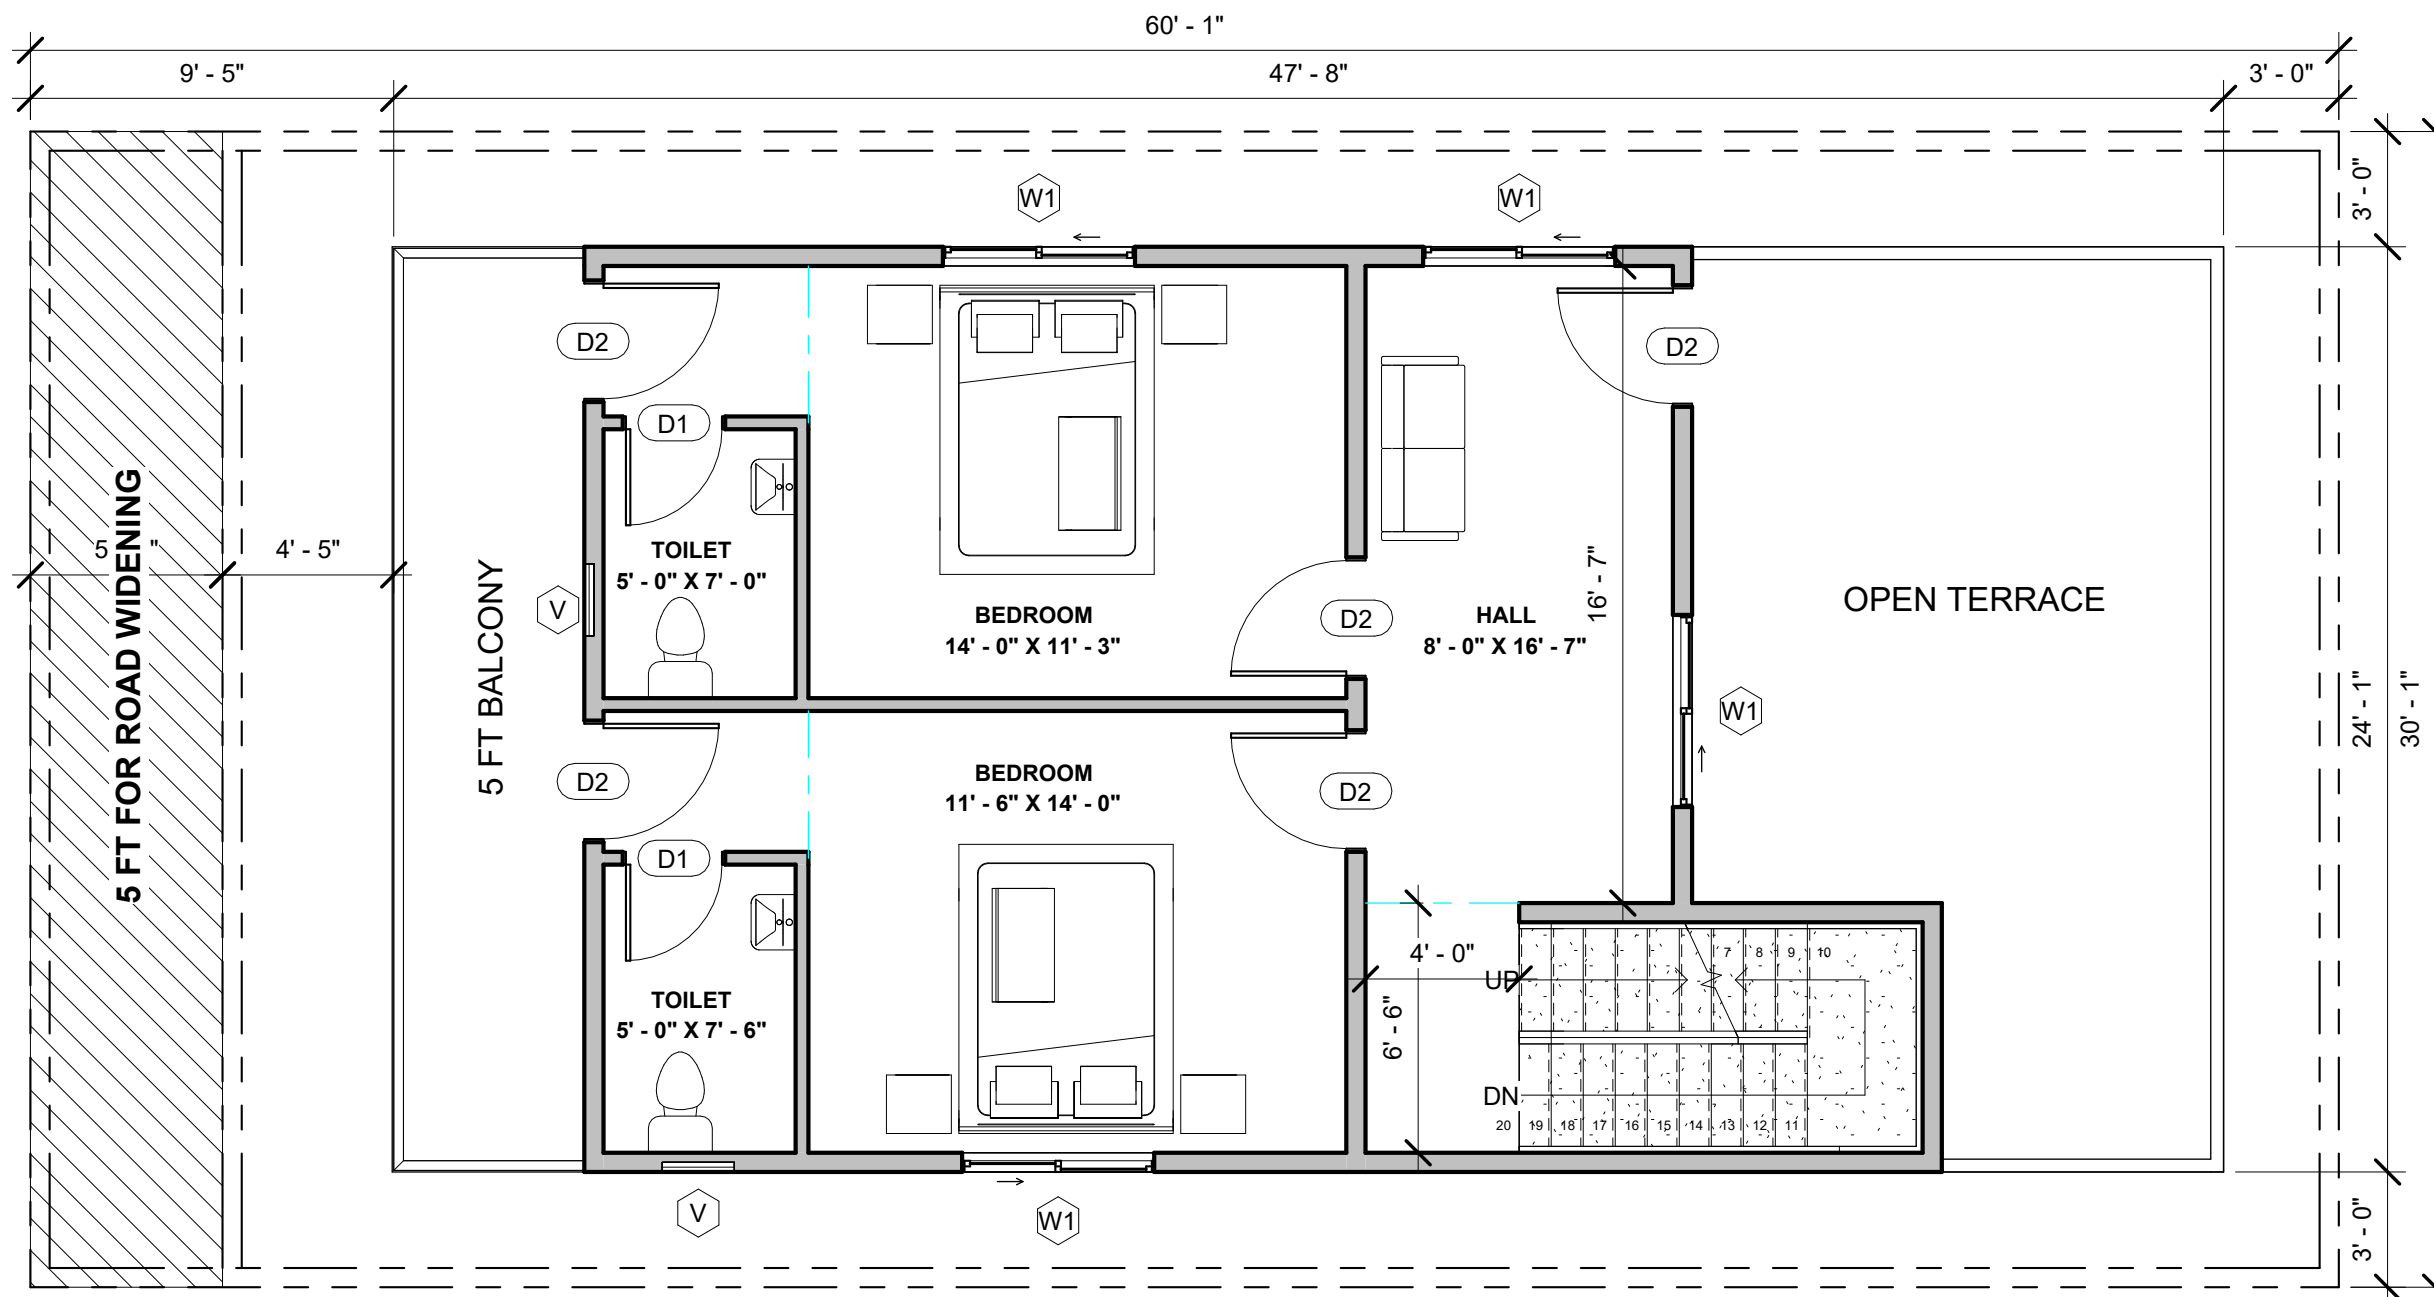 60' - 1"
9' - 5"
47' - 8"
3' - 0"
W1
W1
3' - 0"
D2
D2
D1
5 FT FOR ROAD WIDENING
5 "
4' - 5"
5 FT BALCONY
TOILET
5' - 0" X 7' - 0"
V
BEDROOM
14' - 0" X 11' - 3"
D2
HALL
8' - 0" X 16' - 7"
16' - 7"
OPEN TERRACE
W1
24' - 1"
30' - 1"
D2
BEDROOM
11' - 6" X 14' - 0"
D2
D1
TOILET
5' - 0" X 7' - 6"
4' - 0"
6' - 6"
UP
7 8 9 10
DN
20 19 18 17 16 15 14 13 12 11
V
W1
3' - 0"